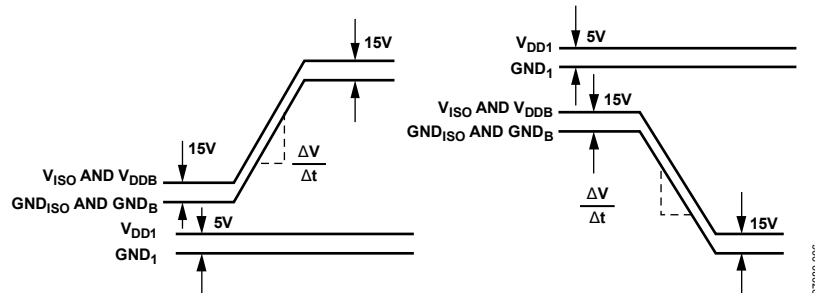 15V
15V
V_ISO AND V_DDB
GND_ISO AND GND_B
ΔV
Δt
V_DD1
5V
GND_1
V_DD1
5V
GND_1
V_ISO AND V_DDB
15V
GND_ISO AND GND_B
ΔV
Δt
15V